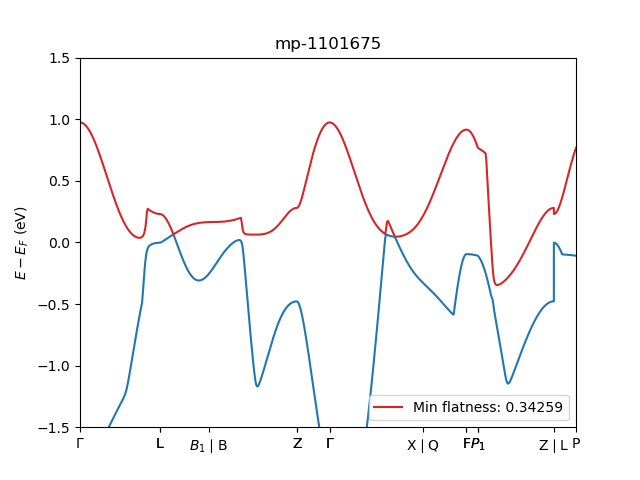 mp-1101675
E − E_F (eV)
1.5
1.0
0.5
0.0
−0.5
−1.0
−1.5
Min flatness: 0.34259
Γ L B₁ | B Z Γ X | Q F P₁ Z | L P